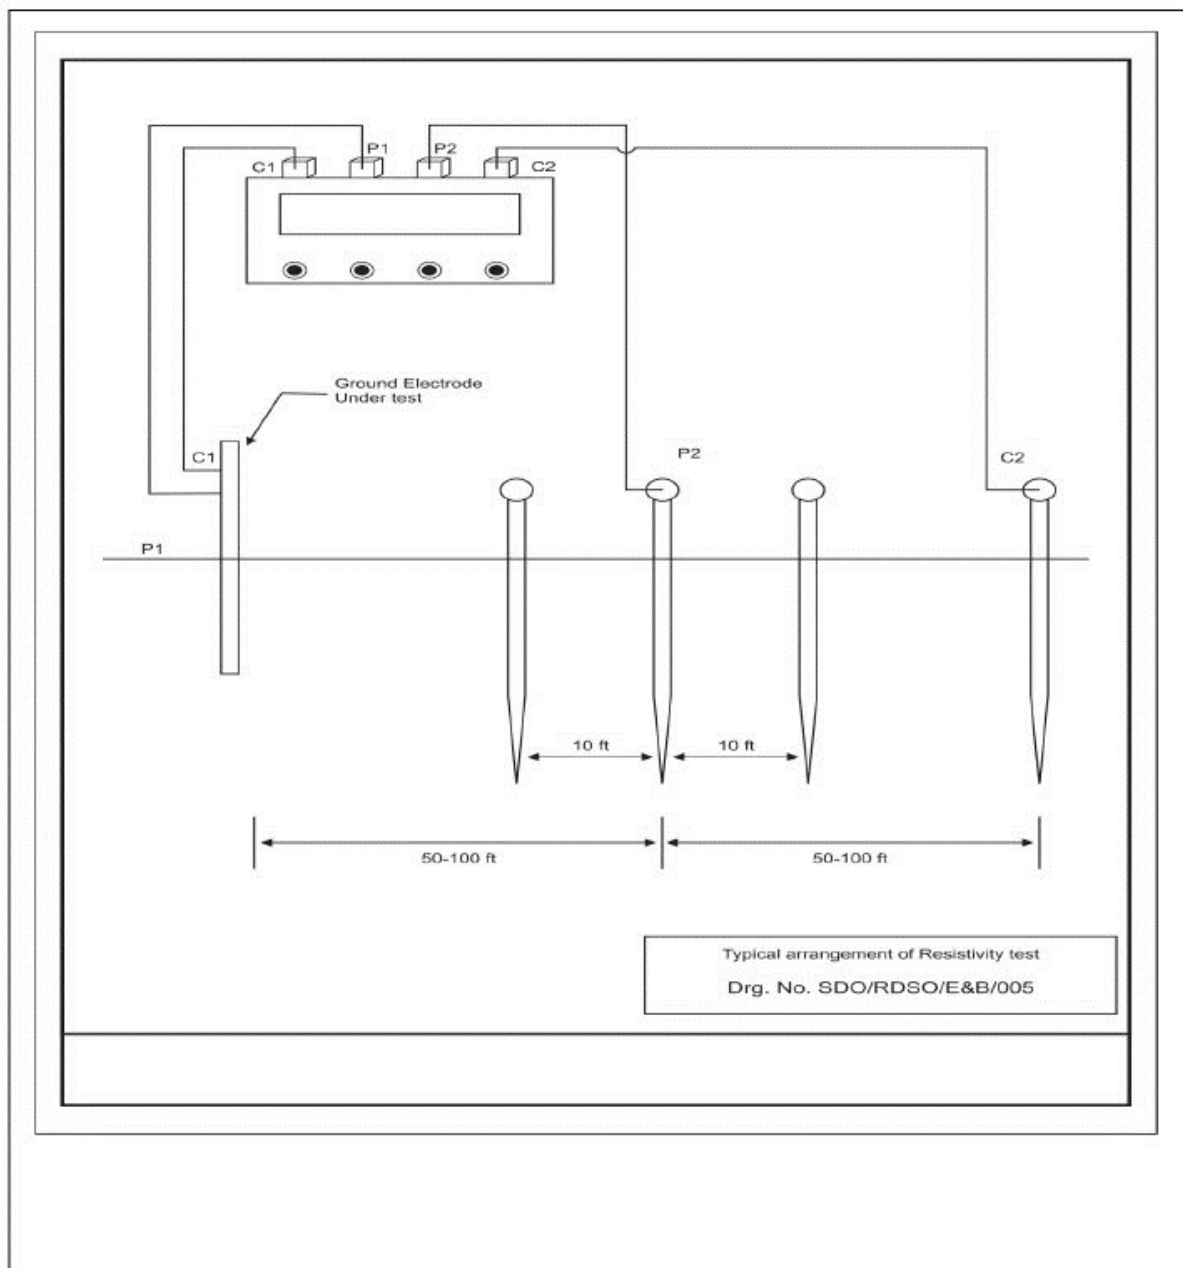 P1
P2
C1
C2
Ground Electrode
Under test
C1
P2
C2
P1
10 ft
10 ft
50-100 ft
50-100 ft
Typical arrangement of Resistivity test
Drg. No. SDO/RDSO/E&B/005